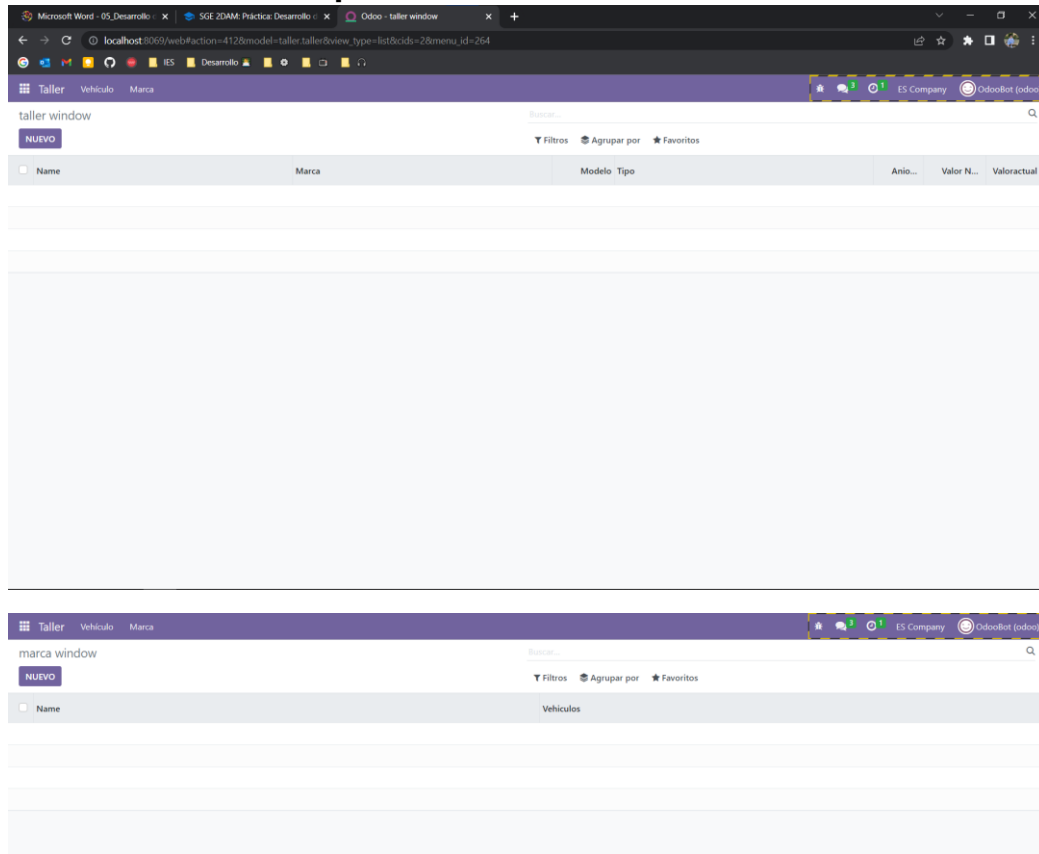 Microsoft Word - 05_Desarrollo
SGE 2DAM: Práctica: Desarrollo
Odoo - taller window
localhost:8069/web#action=412&model=taller.taller&view_type=list&cids=2&menu_id=264
IES
Desarrollo
Taller Vehículo Marca
3 1 ES Company OdooBot (odoo
taller window
Buscar...
NUEVO
Filtros Agrupar por Favoritos
Name Marca Modelo Tipo Anio... Valor N... Valoractual
Taller Vehículo Marca
3 1 ES Company OdooBot (odoo)
marca window
Buscar...
NUEVO
Filtros Agrupar por Favoritos
Name Vehiculos